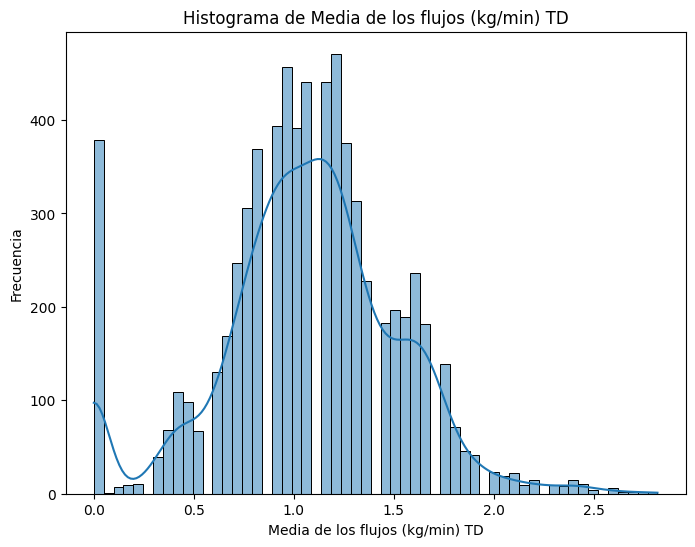 Histograma de Media de los flujos (kg/min) TD
Frecuencia
400
300
200
100
0
0.0 0.5 1.0 1.5 2.0 2.5
Media de los flujos (kg/min) TD